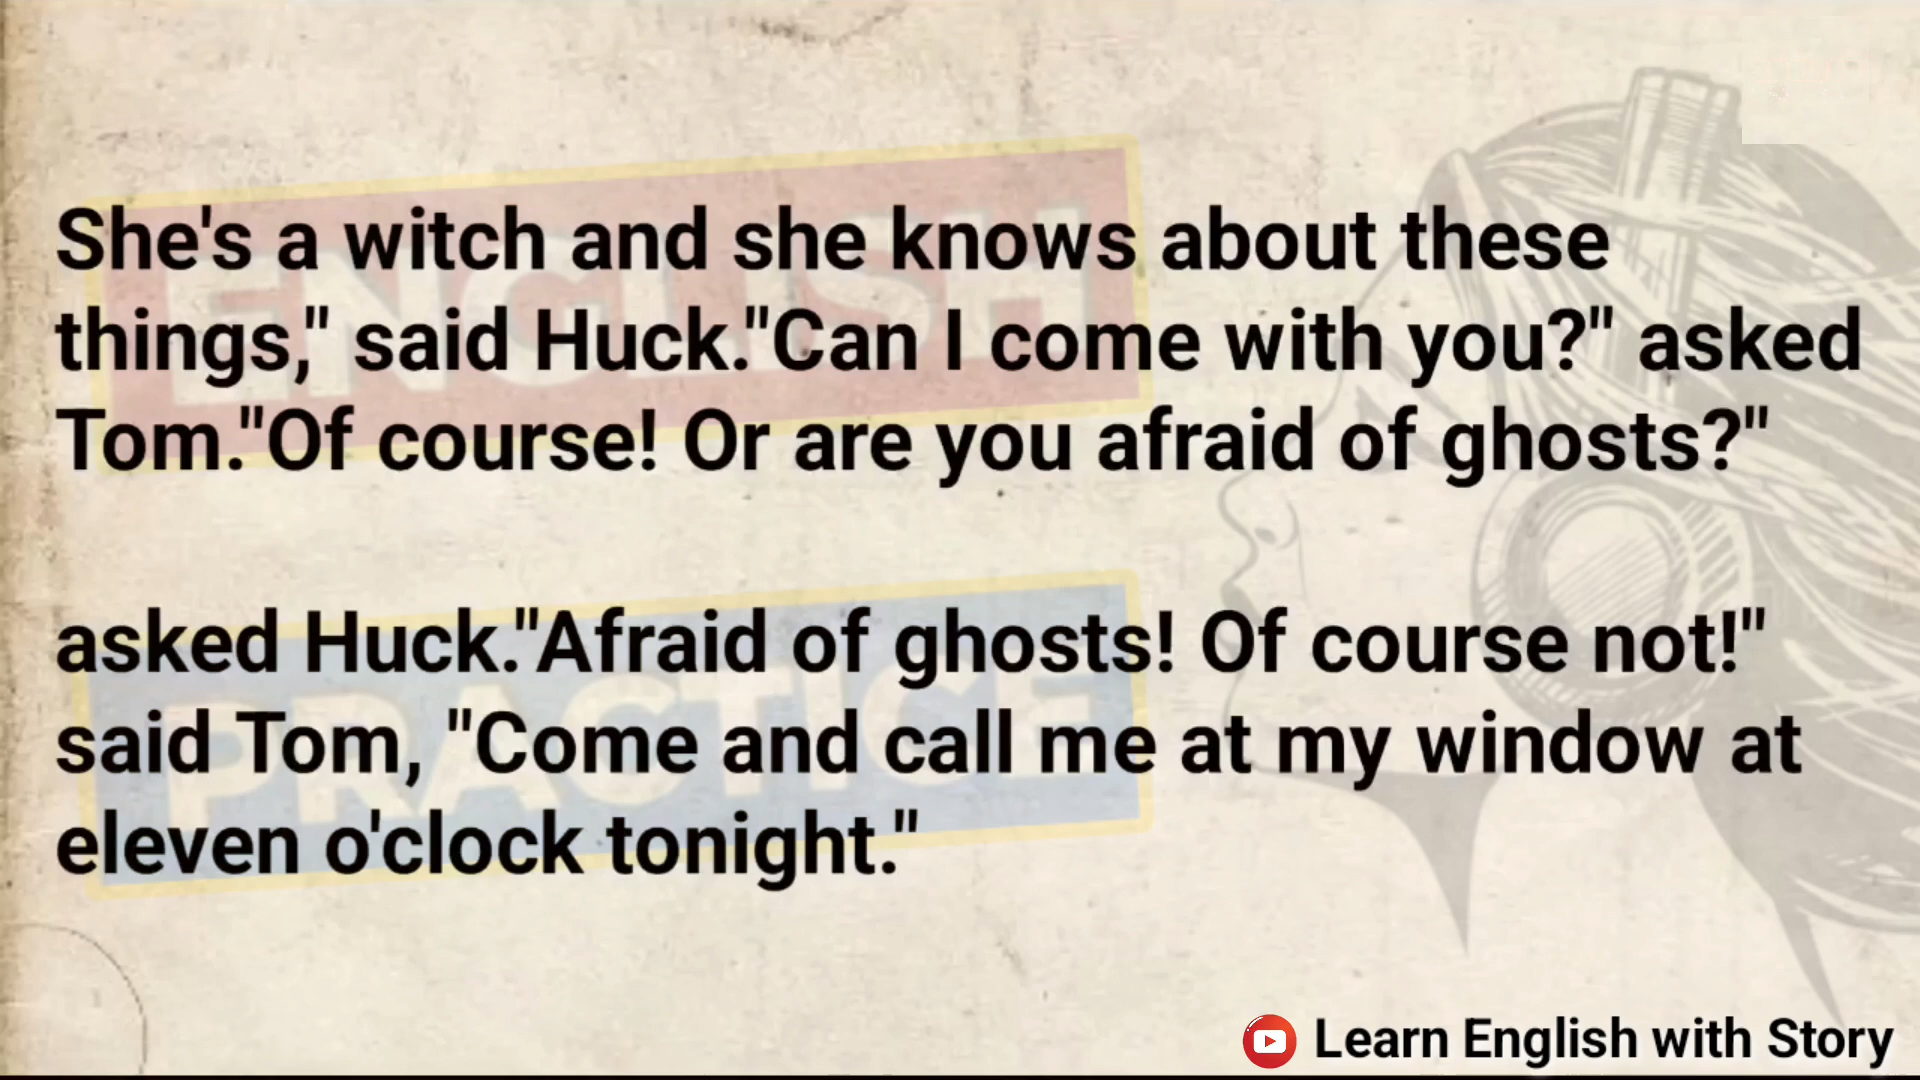 She's a witch and she knows about these
things," said Huck."Can I come with you?" asked
Tom."Of course! Or are you afraid of ghosts?"
asked Huck."Afraid of ghosts! Of course not!"
said Tom, "Come and call me at my window at
eleven o'clock tonight."
ENGLISH
PRACTICE
Learn English with Story